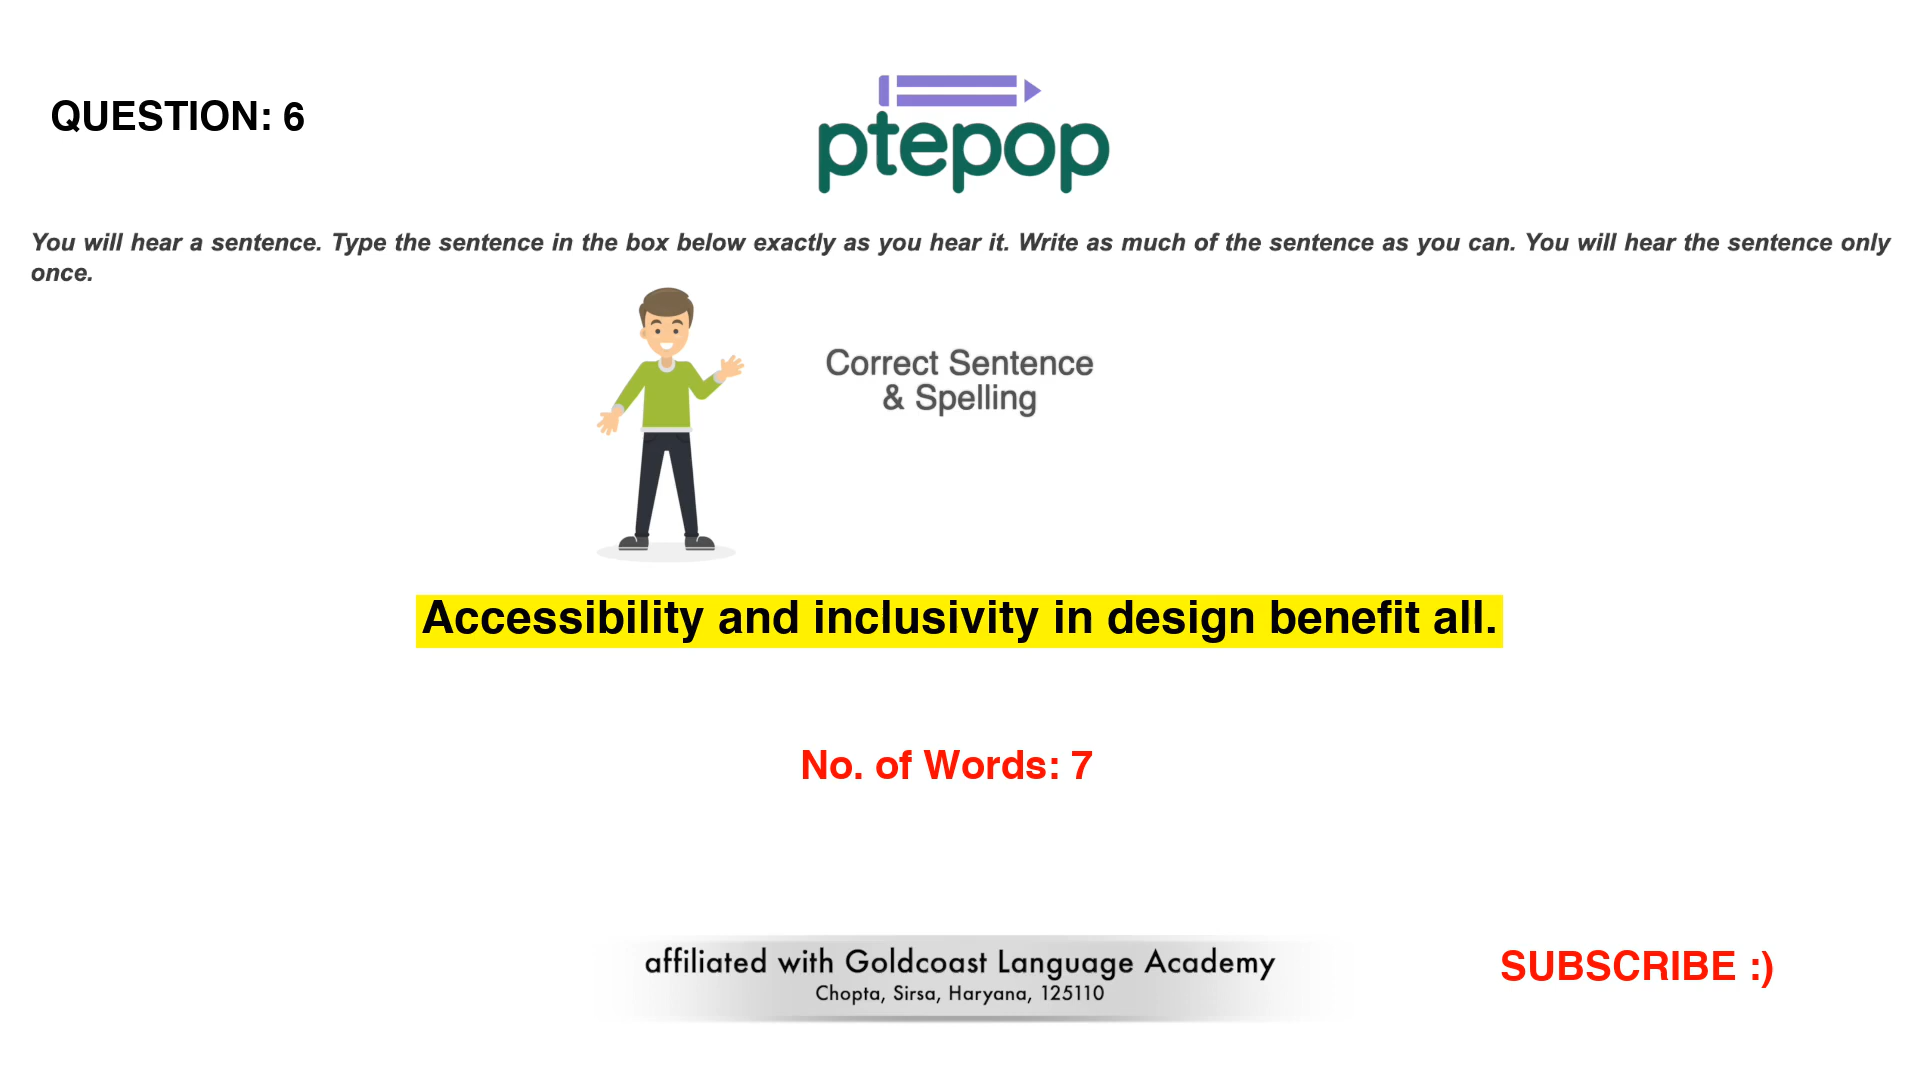 QUESTION: 6
ptepop
You will hear a sentence. Type the sentence in the box below exactly as you hear it. Write as much of the sentence as you can. You will hear the sentence only
once.
Correct Sentence
& Spelling
Accessibility and inclusivity in design benefit all.
No. of Words: 7
affiliated with Goldcoast Language Academy
Chopta, Sirsa, Haryana, 125110
SUBSCRIBE :)